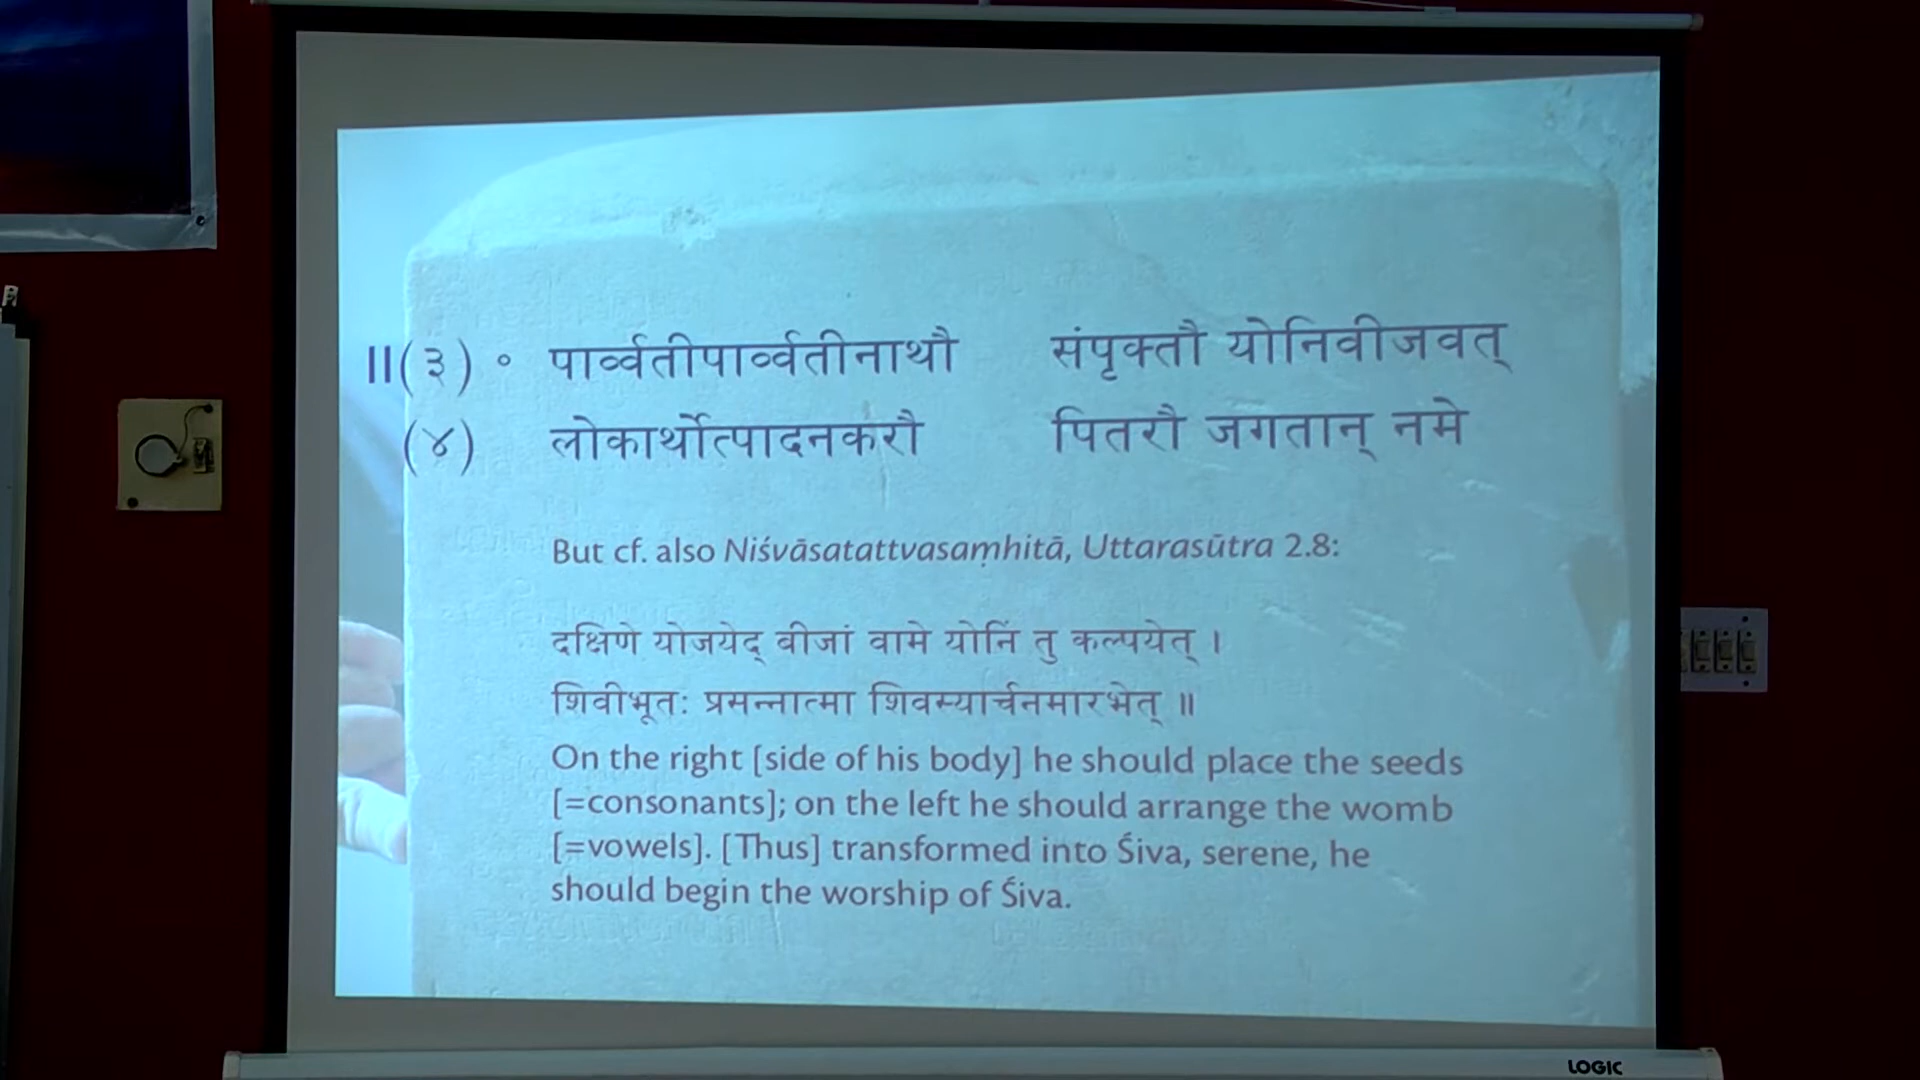 II(३) ॰ पार्व्वतीपार्व्वतीनाथौ संपृक्तौ योनिवीजवत्
(४) लोकार्थोत्पादनकरौ पितरौ जगतान् नमे
But cf. also Niśvāsatattvasaṃhitā, Uttarasūtra 2.8:
दक्षिणे योजयेद् वीजां वामे योनिं तु कल्पयेत् ।
शिवीभूतः प्रसन्नात्मा शिवस्यार्चनमारभेत् ॥
On the right [side of his body] he should place the seeds
[=consonants]; on the left he should arrange the womb
[=vowels]. [Thus] transformed into Śiva, serene, he
should begin the worship of Śiva.
LOGIC